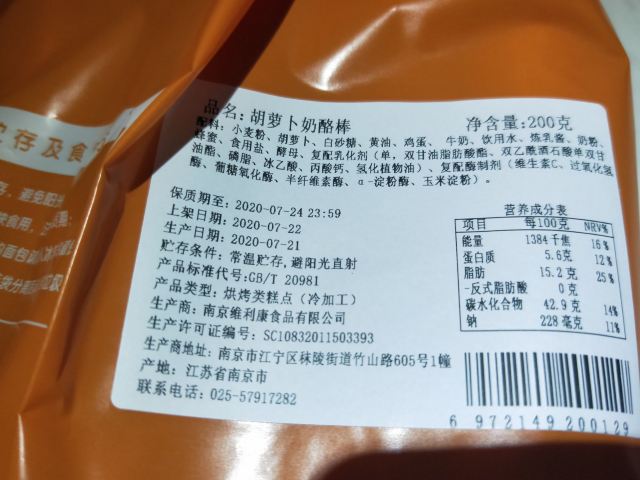 品名: 胡萝卜奶酪棒
净含量:200克
配料: 小麦粉、胡萝卜、白砂糖、黄油、鸡蛋、牛奶、饮用水、炼乳酱、奶粉、
蜂蜜、食用盐、酵母、复配乳化剂(单，双甘油脂肪酸酯、双乙酰酒石酸单双甘
油酯、磷脂、冰乙酸、丙酸钙、氢化植物油)、复配酶制剂(维生素C、过氧化氢
酶、葡糖氧化酶、半纤维素酶、α-淀粉酶、玉米淀粉)。
保质期至: 2020-07-24 23:59
上架日期: 2020-07-22
生产日期: 2020-07-21
贮存条件: 常温贮存,避阳光直射
产品标准代号:GB/T 20981
产品类型: 烘烤类糕点(冷加工)
生产商: 南京维利康食品有限公司
生产许可证编号: SC10832011503393
生产商地址: 南京市江宁区秣陵街道竹山路605号1幢
产地: 江苏省南京市
联系电话: 025-57917282
营养成分表
项目 每100克 NRV%
能量 1384千焦 16%
蛋白质 5.6克 12%
脂肪 15.2克 25%
-反式脂肪酸 0克
碳水化合物 42.9克 14%
钠 228毫克 11%
6 972149 200129
存及食